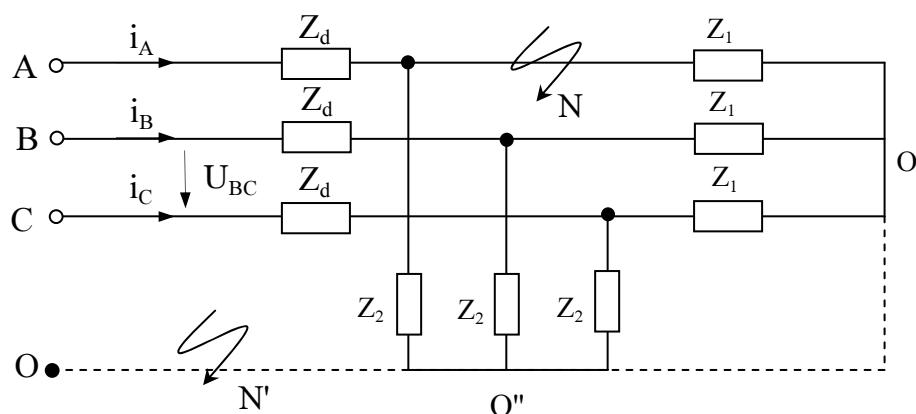 i_A Z_d Z_1
A
N
i_B Z_d Z_1
B
O
U_BC
i_C Z_d Z_1
C
Z_2 Z_2 Z_2
O
N'
O"